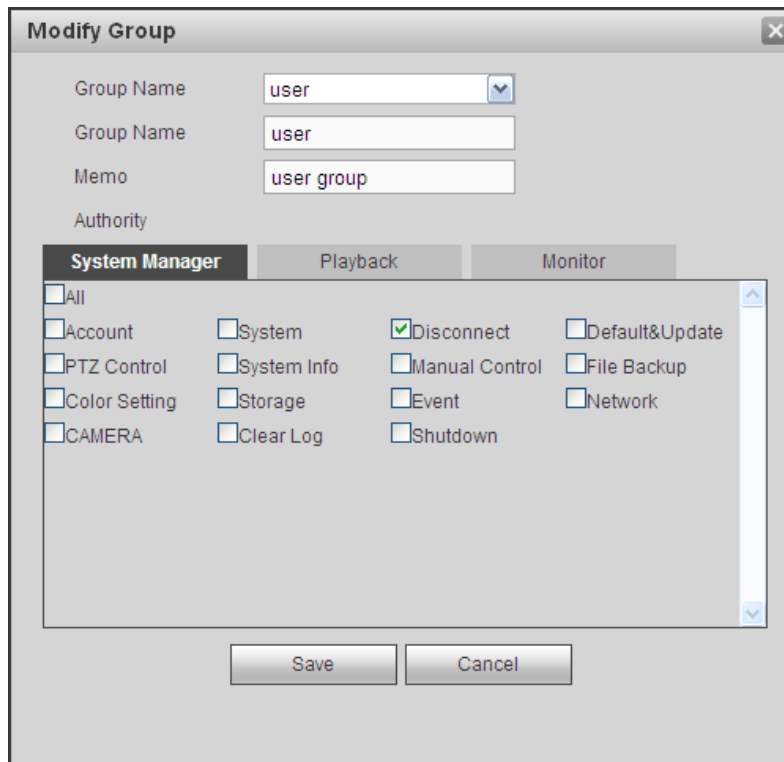 Modify Group
Group Name user
Group Name user
Memo user group
Authority
System Manager Playback Monitor
All
Account System Disconnect Default&Update
PTZ Control System Info Manual Control File Backup
Color Setting Storage Event Network
CAMERA Clear Log Shutdown
Save Cancel